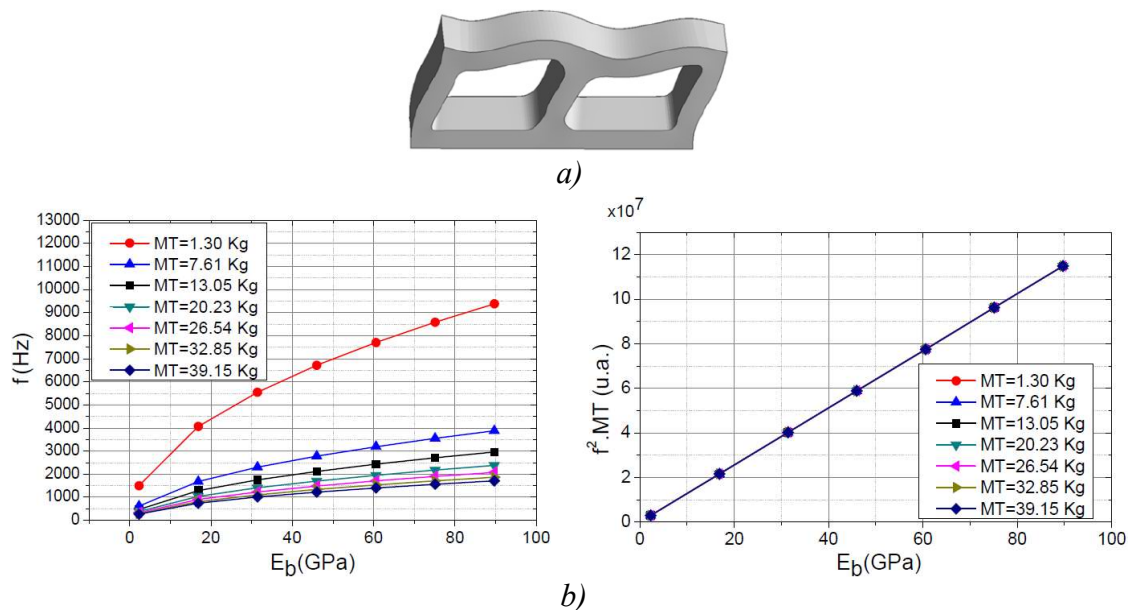 a)
13000
12000
11000
10000
9000
8000
7000
6000
5000
4000
3000
2000
1000
0
f (Hz)
MT=1.30 Kg
MT=7.61 Kg
MT=13.05 Kg
MT=20.23 Kg
MT=26.54 Kg
MT=32.85 Kg
MT=39.15 Kg
0 20 40 60 80 100
E_b(GPa)
x10⁷
12
10
8
6
4
2
0
f².MT (u.a.)
MT=1.30 Kg
MT=7.61 Kg
MT=13.05 Kg
MT=20.23 Kg
MT=26.54 Kg
MT=32.85 Kg
MT=39.15 Kg
0 20 40 60 80 100
E_b(GPa)
b)